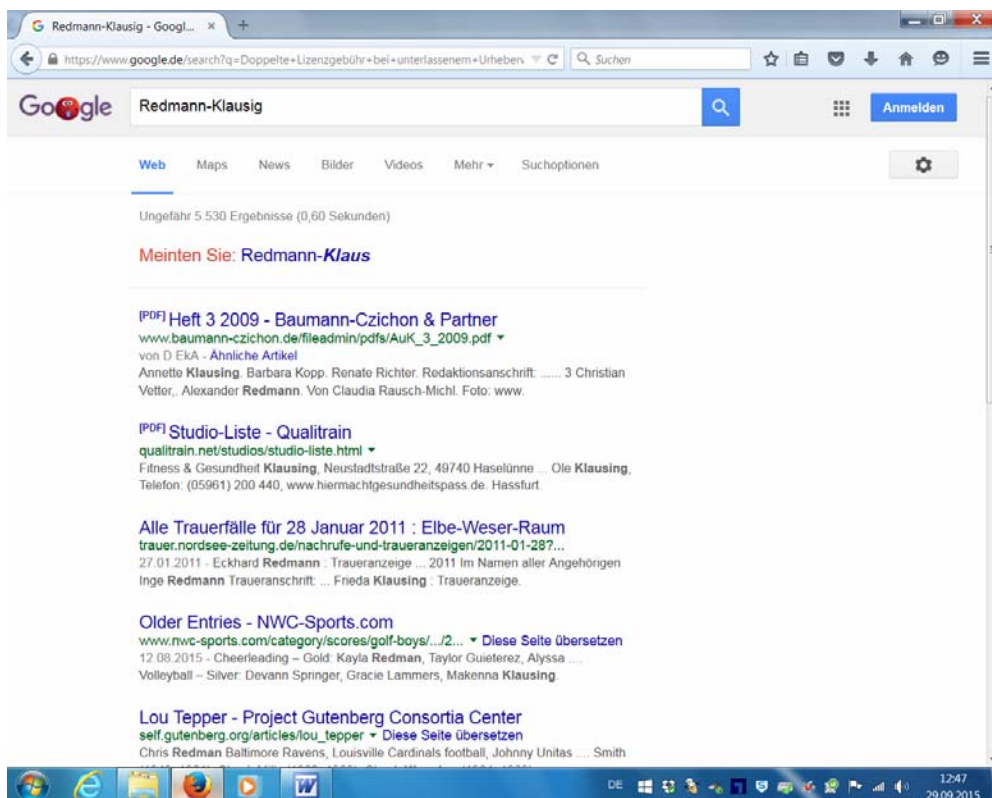 Redmann-Klausig - Googl...
https://www.google.de/search?q=Doppelte+Lizenzgebühr+bei+unterlassenem+Urheben
Suchen
Google
Redmann-Klausig
Anmelden
Web Maps News Bilder Videos Mehr Suchoptionen
Ungefähr 5 530 Ergebnisse (0,60 Sekunden)
Meinten Sie: Redmann-Klaus
[PDF] Heft 3 2009 - Baumann-Czichon & Partner
www.baumann-czichon.de/fileadmin/pdfs/AuK_3_2009.pdf
von D EkA - Ähnliche Artikel
Annette Klausing. Barbara Kopp. Renate Richter. Redaktionsanschrift: ...... 3 Christian
Vetter,. Alexander Redmann. Von Claudia Rausch-Michl. Foto: www.
[PDF] Studio-Liste - Qualitrain
qualitrain.net/studios/studio-liste.html
Fitness & Gesundheit Klausing, Neustadtstraße 22, 49740 Haselünne ... Ole Klausing,
Telefon: (05961) 200 440, www.hiermachtgesundheitspass.de. Hassfurt.
Alle Trauerfälle für 28 Januar 2011 : Elbe-Weser-Raum
trauer.nordsee-zeitung.de/nachrufe-und-traueranzeigen/2011-01-28?...
27.01.2011 - Eckhard Redmann : Traueranzeige ... 2011 Im Namen aller Angehörigen
Inge Redmann Traueranschrift: ... Frieda Klausing : Traueranzeige.
Older Entries - NWC-Sports.com
www.nwc-sports.com/category/scores/golf-boys/.../2... Diese Seite übersetzen
12.08.2015 - Cheerleading – Gold: Kayla Redman, Taylor Guieterez, Alyssa ....
Volleyball – Silver: Devann Springer, Gracie Lammers, Makenna Klausing.
Lou Tepper - Project Gutenberg Consortia Center
self.gutenberg.org/articles/lou_tepper Diese Seite übersetzen
Chris Redman Baltimore Ravens, Louisville Cardinals football, Johnny Unitas .... Smith
DE
12:47
29.09.2015